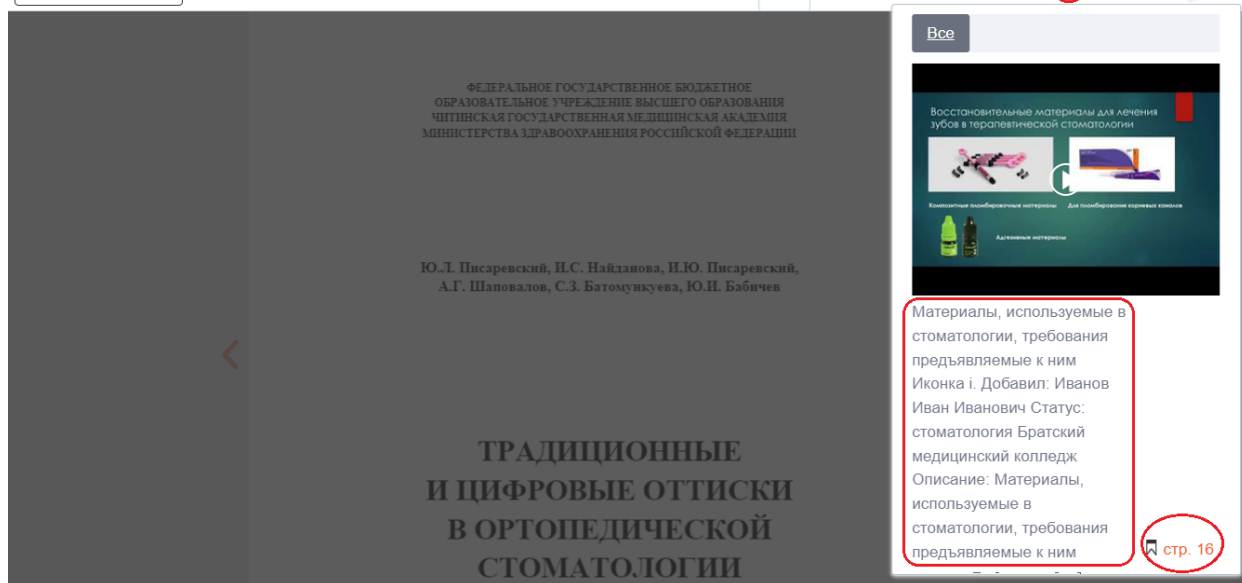 ФЕДЕРАЛЬНОЕ ГОСУДАРСТВЕННОЕ БЮДЖЕТНОЕ
ОБРАЗОВАТЕЛЬНОЕ УЧРЕЖДЕНИЕ ВЫСШЕГО ОБРАЗОВАНИЯ
ЧИТИНСКАЯ ГОСУДАРСТВЕННАЯ МЕДИЦИНСКАЯ АКАДЕМИЯ
МИНИСТЕРСТВА ЗДРАВООХРАНЕНИЯ РОССИЙСКОЙ ФЕДЕРАЦИИ
Ю.Л. Писаревский, И.С. Найданова, И.Ю. Писаревский,
А.Г. Шаповалов, С.З. Батомункуева, Ю.И. Бабичев
ТРАДИЦИОННЫЕ
И ЦИФРОВЫЕ ОТТИСКИ
В ОРТОПЕДИЧЕСКОЙ
СТОМАТОЛОГИИ
Все
Восстановительные материалы для лечения
зубов в терапевтической стоматологии
Композитные пломбировочные материалы
Для пломбирования корневых каналов
Адгезивные материалы
Материалы, используемые в
стоматологии, требования
предъявляемые к ним
Иконка i. Добавил: Иванов
Иван Иванович Статус:
стоматология Братский
медицинский колледж
Описание: Материалы,
используемые в
стоматологии, требования
предъявляемые к ним
стр. 16